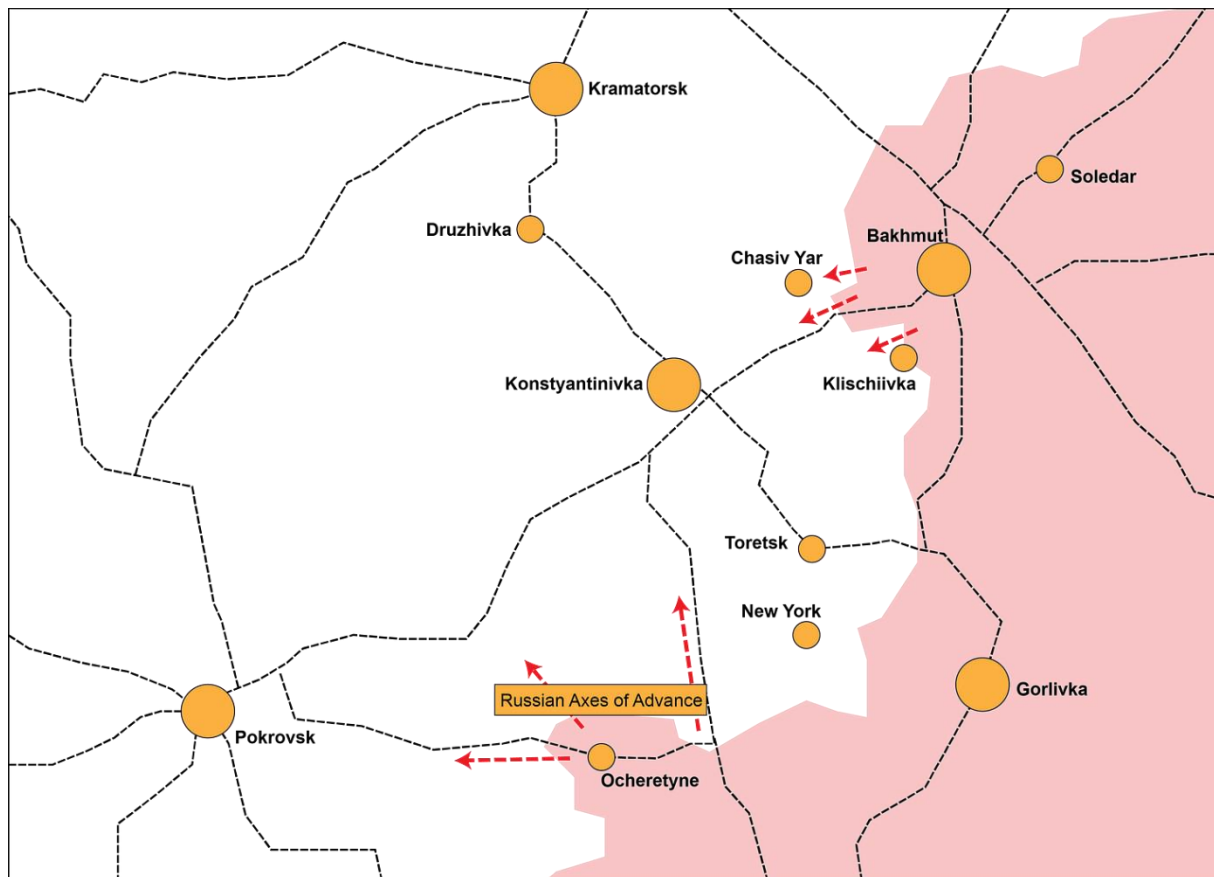 Kramatorsk
Soledar
Druzhivka
Bakhmut
Chasiv Yar
Konstyantinivka
Klischiivka
Toretsk
New York
Russian Axes of Advance
Gorlivka
Pokrovsk
Ocheretyne